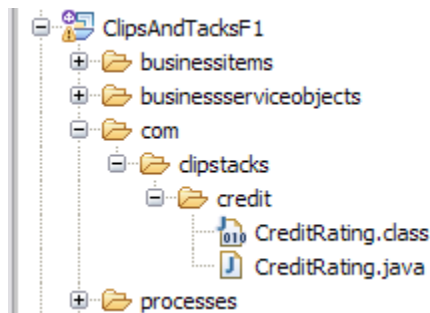 ClipsAndTacksF1
businessitems
businessserviceobjects
com
clipstacks
credit
CreditRating.class
CreditRating.java
processes